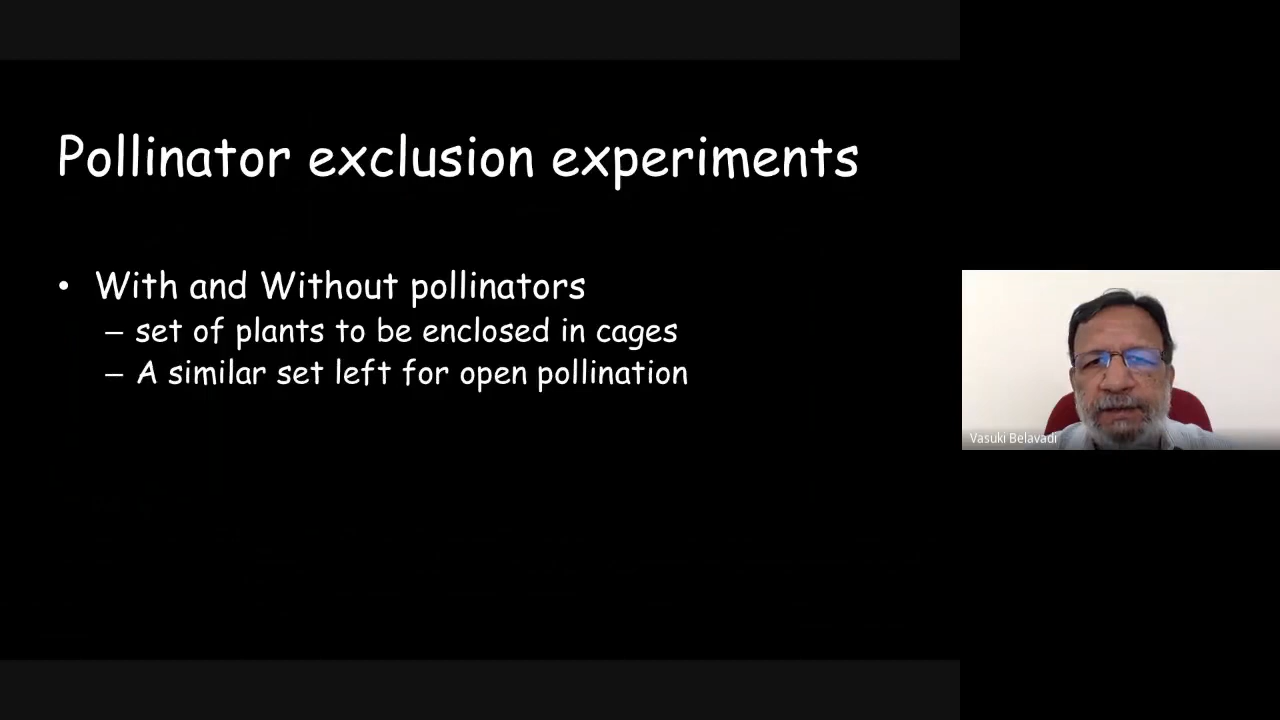 Pollinator exclusion experiments
• With and Without pollinators
– set of plants to be enclosed in cages
– A similar set left for open pollination
Vasuki Belavadi